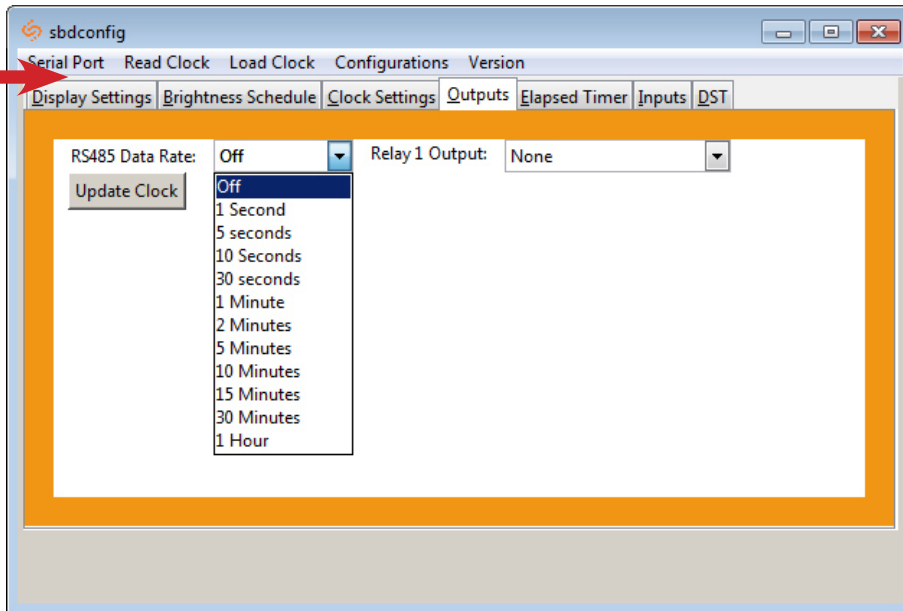 sbdconfig
Serial Port Read Clock Load Clock Configurations Version
Display Settings Brightness Schedule Clock Settings Outputs Elapsed Timer Inputs DST
RS485 Data Rate: Off Relay 1 Output: None
Update Clock
Off
1 Second
5 seconds
10 Seconds
30 seconds
1 Minute
2 Minutes
5 Minutes
10 Minutes
15 Minutes
30 Minutes
1 Hour